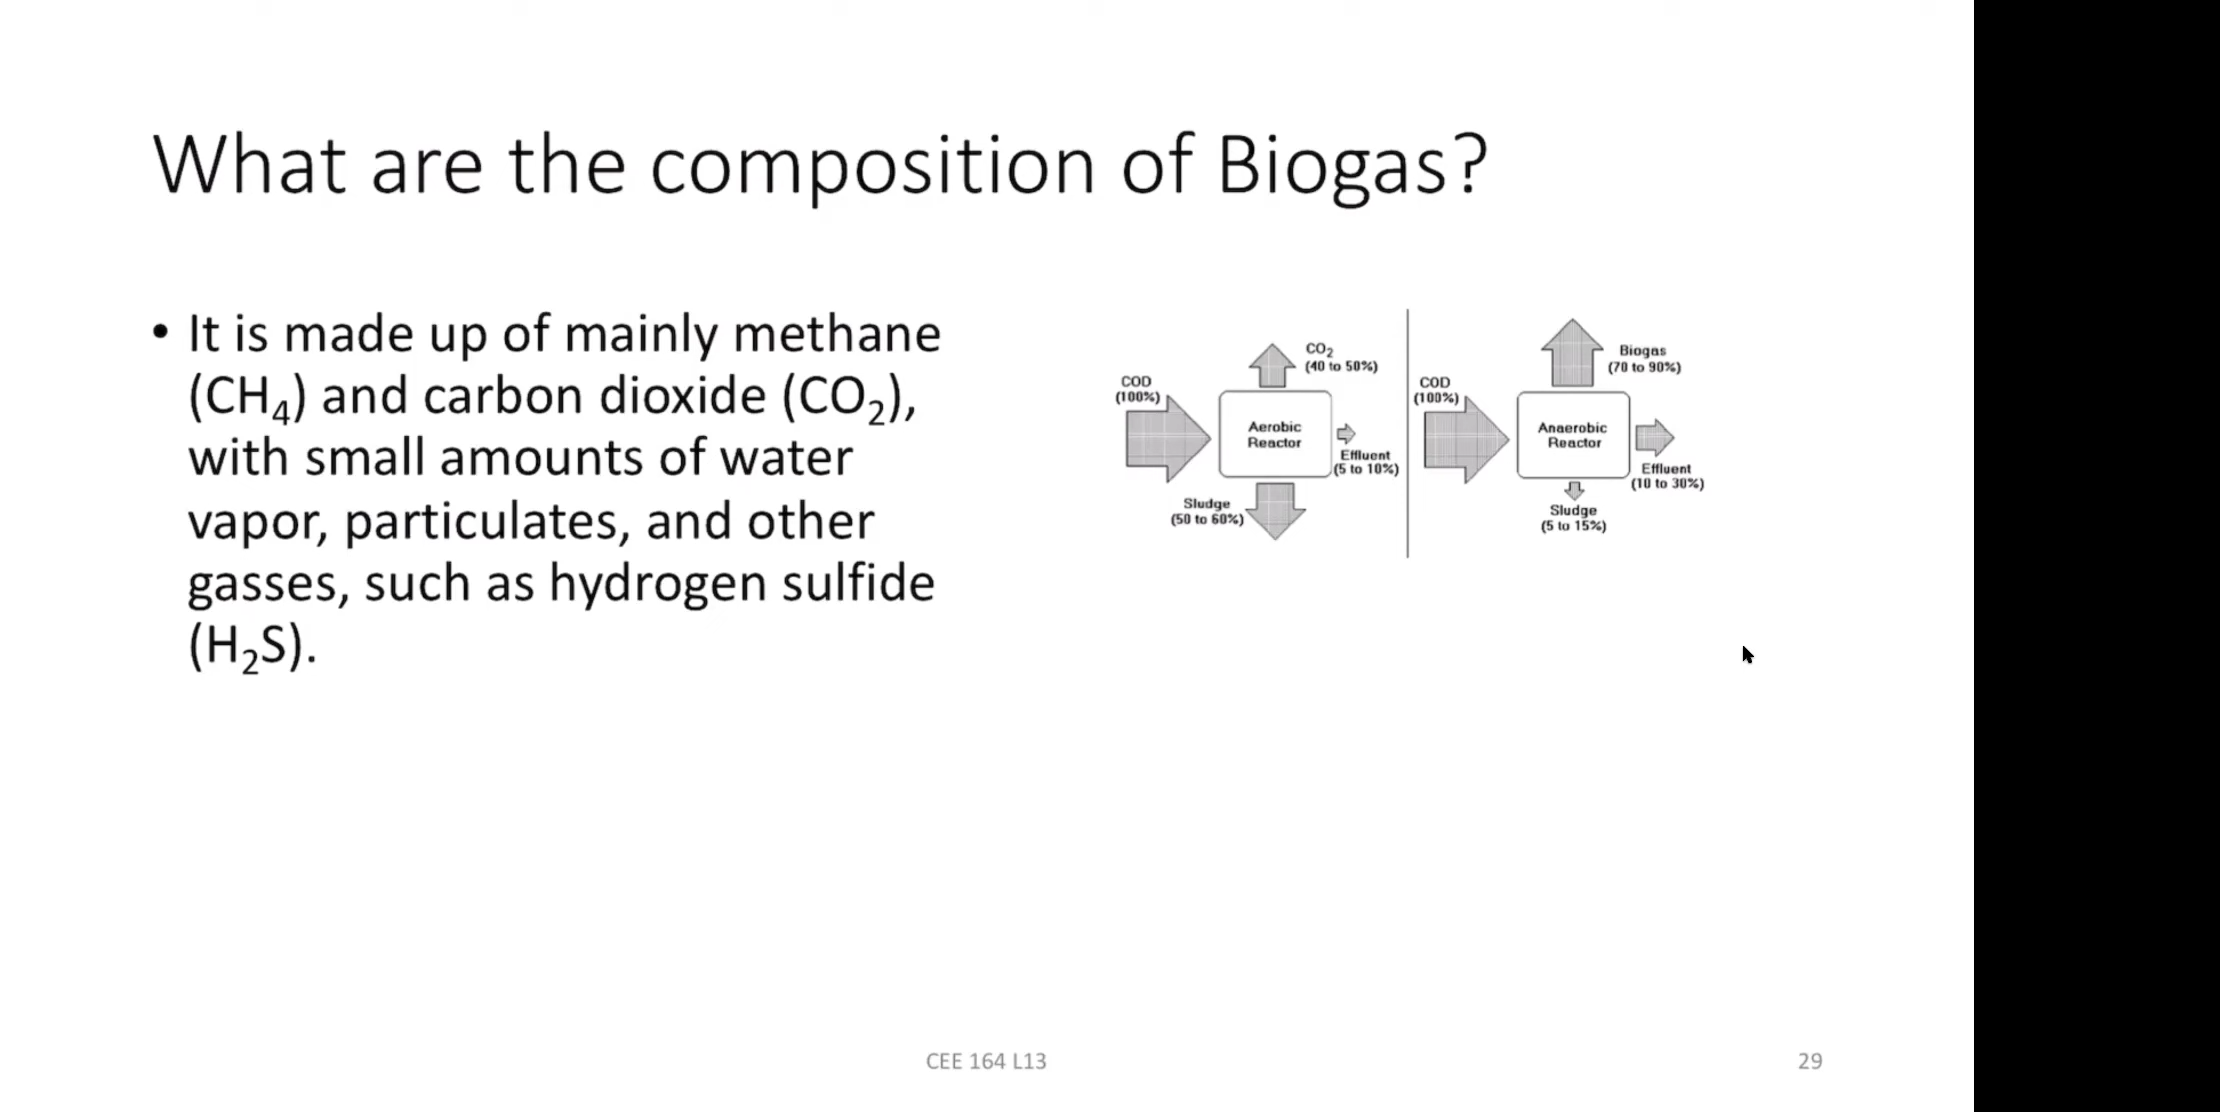 What are the composition of Biogas?
• It is made up of mainly methane
(CH₄) and carbon dioxide (CO₂),
with small amounts of water
vapor, particulates, and other
gasses, such as hydrogen sulfide
(H₂S).
COD
(100%)
CO₂
(40 to 50%)
Aerobic
Reactor
Effluent
(5 to 10%)
Sludge
(50 to 60%)
COD
(100%)
Biogas
(70 to 90%)
Anaerobic
Reactor
Effluent
(10 to 30%)
Sludge
(5 to 15%)
CEE 164 L13
29